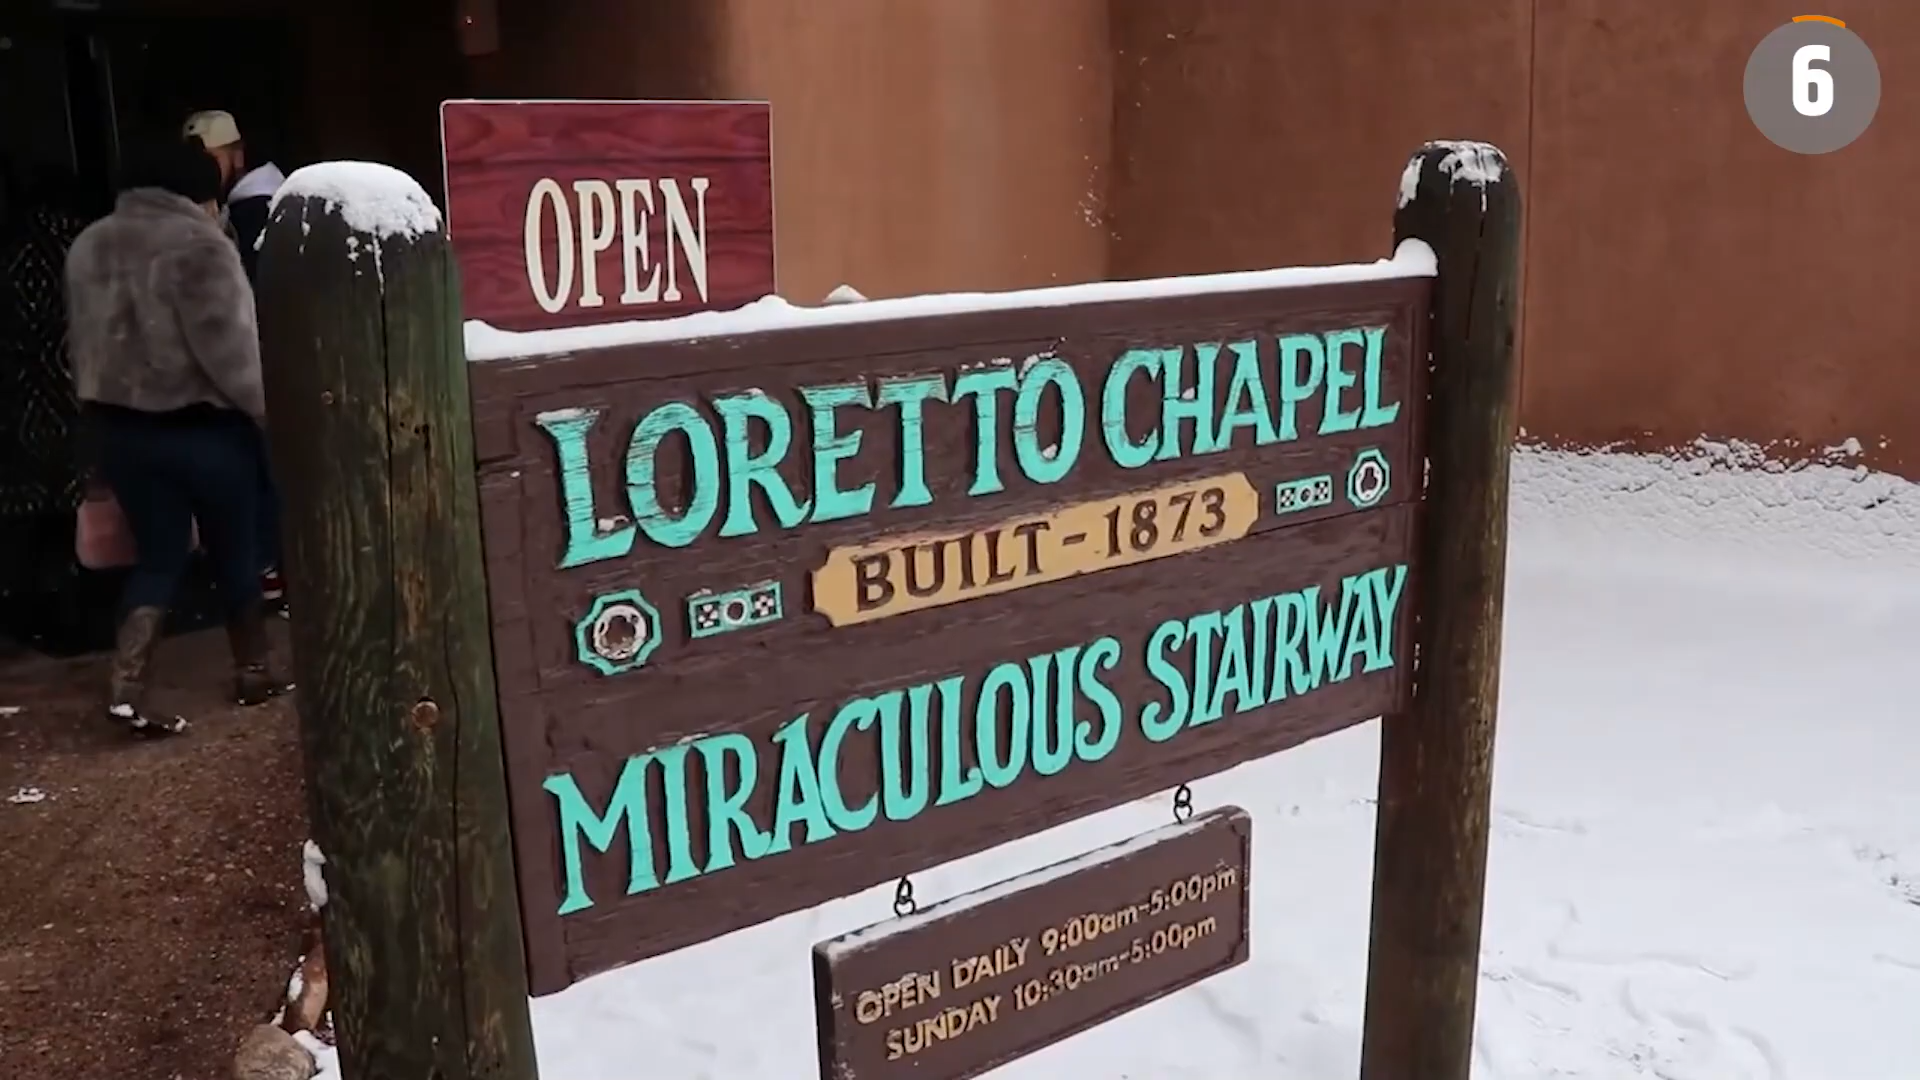 6
OPEN
LORETTO CHAPEL
BUILT - 1873
MIRACULOUS STAIRWAY
OPEN DAILY 9:00am-5:00pm
SUNDAY 10:30am-5:00pm